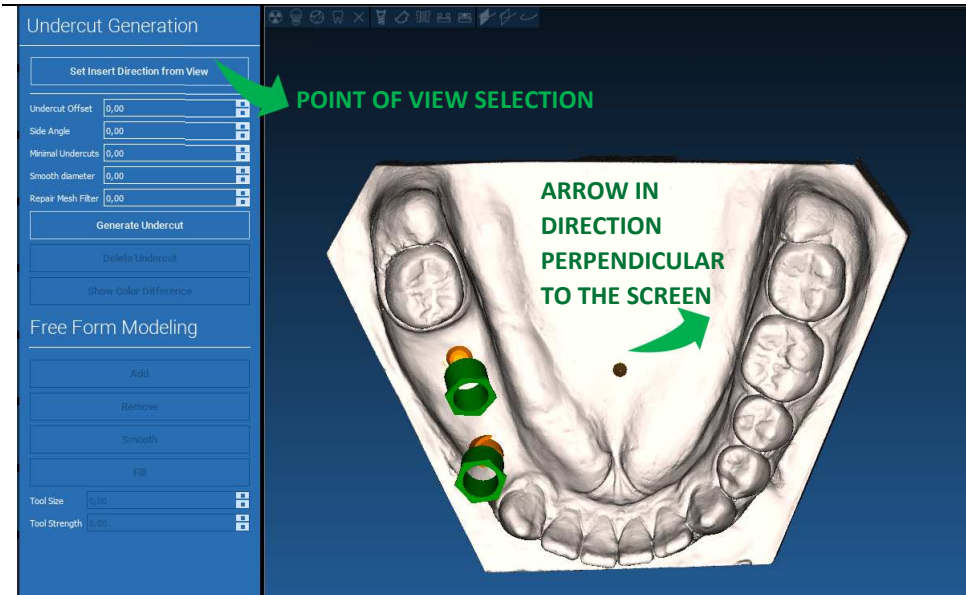 Undercut Generation
Set Insert Direction from View
POINT OF VIEW SELECTION
Undercut Offset 0,00
Side Angle 0,00
Minimal Undercuts 0,00
Smooth diameter 0,00
Repair Mesh Filter 0,00
Generate Undercut
Delete Undercut
Show Color Difference
ARROW IN
DIRECTION
PERPENDICULAR
TO THE SCREEN
Free Form Modeling
Add
Remove
Smooth
Fill
Tool Size 0,00
Tool Strength 0,00